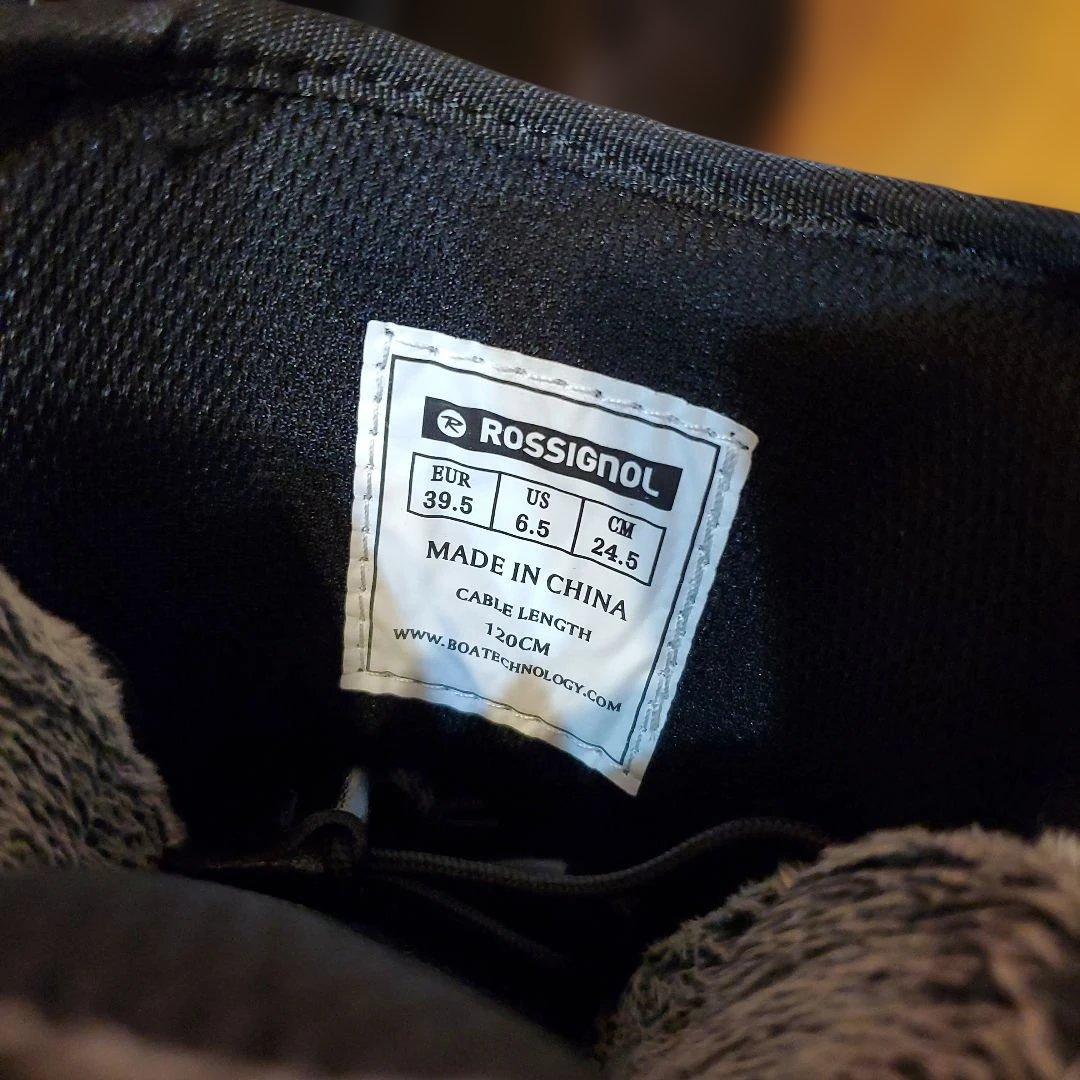 R ROSSIGNOL
EUR US CM
39.5 6.5 24.5
MADE IN CHINA
CABLE LENGTH
120CM
WWW.BOATECHNOLOGY.COM